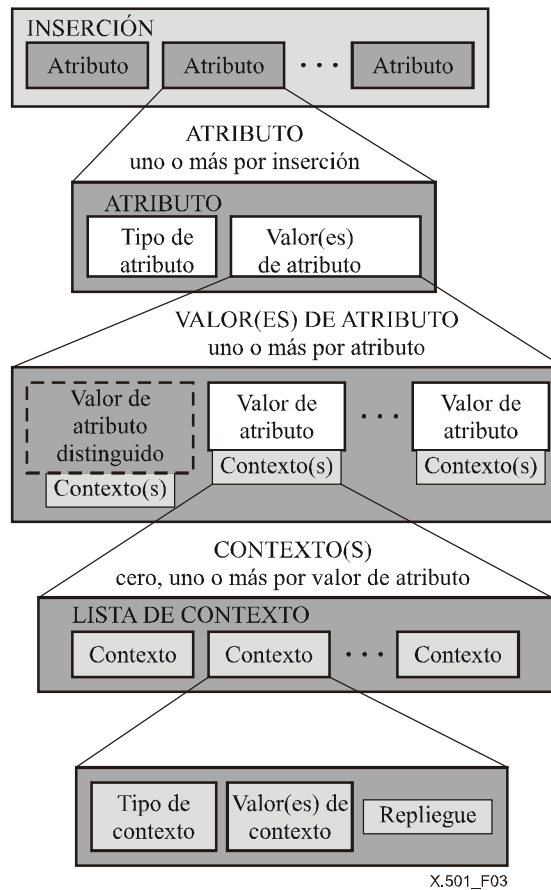 INSERCIÓN
Atributo Atributo · · · Atributo
ATRIBUTO
uno o más por inserción
ATRIBUTO
Tipo de
atributo
Valor(es)
de atributo
VALOR(ES) DE ATRIBUTO
uno o más por atributo
Valor de
atributo
distinguido
Contexto(s)
Valor de
atributo
Contexto(s)
· · ·
Valor de
atributo
Contexto(s)
CONTEXTO(S)
cero, uno o más por valor de atributo
LISTA DE CONTEXTO
Contexto Contexto · · · Contexto
Tipo de
contexto
Valor(es) de
contexto
Repliegue
X.501_F03